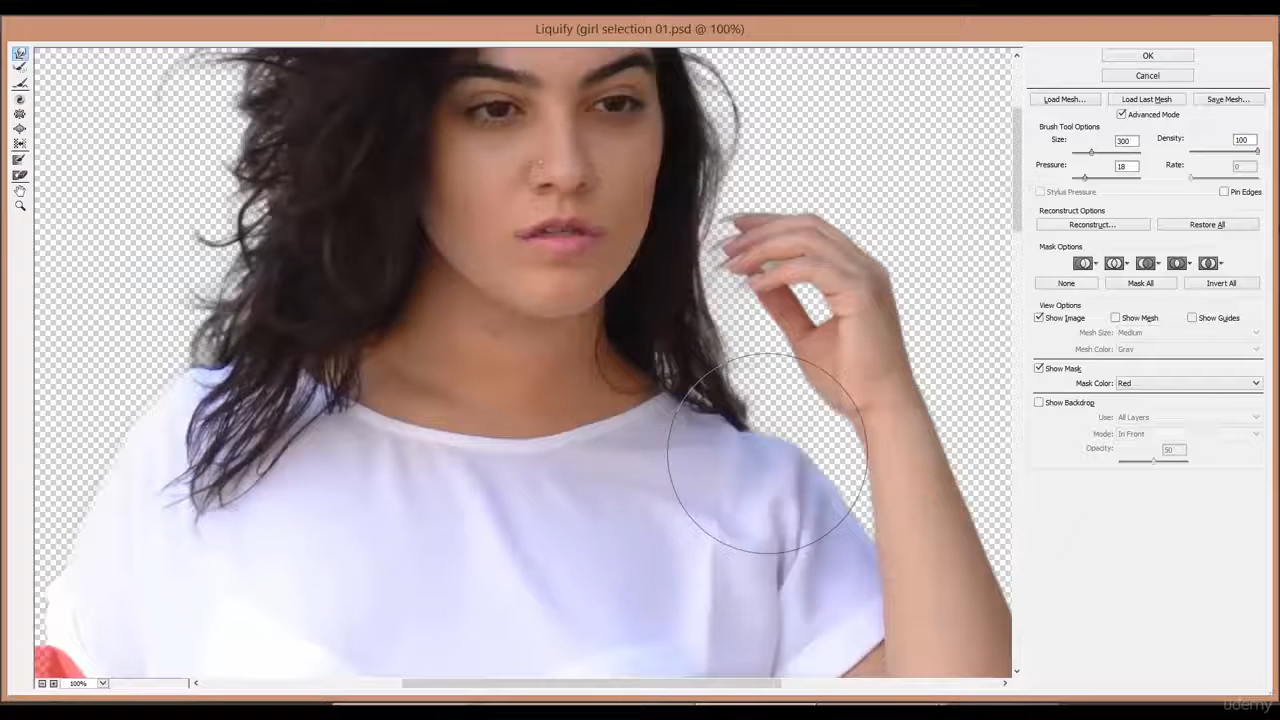 Liquify (girl selection 01.psd @ 100%)
OK
Cancel
Load Mesh... Load Last Mesh Save Mesh...
Advanced Mode
Brush Tool Options
Size: 300 Density: 100
Pressure: 18 Rate: 0
Stylus Pressure Pin Edges
Reconstruct Options
Reconstruct... Restore All
Mask Options
None Mask All Invert All
View Options
Show Image Show Mesh Show Guides
Mesh Size: Medium
Mesh Color: Gray
Show Mask
Mask Color: Red
Show Backdrop
Use: All Layers
Mode: In Front
Opacity: 50
100%
udemy